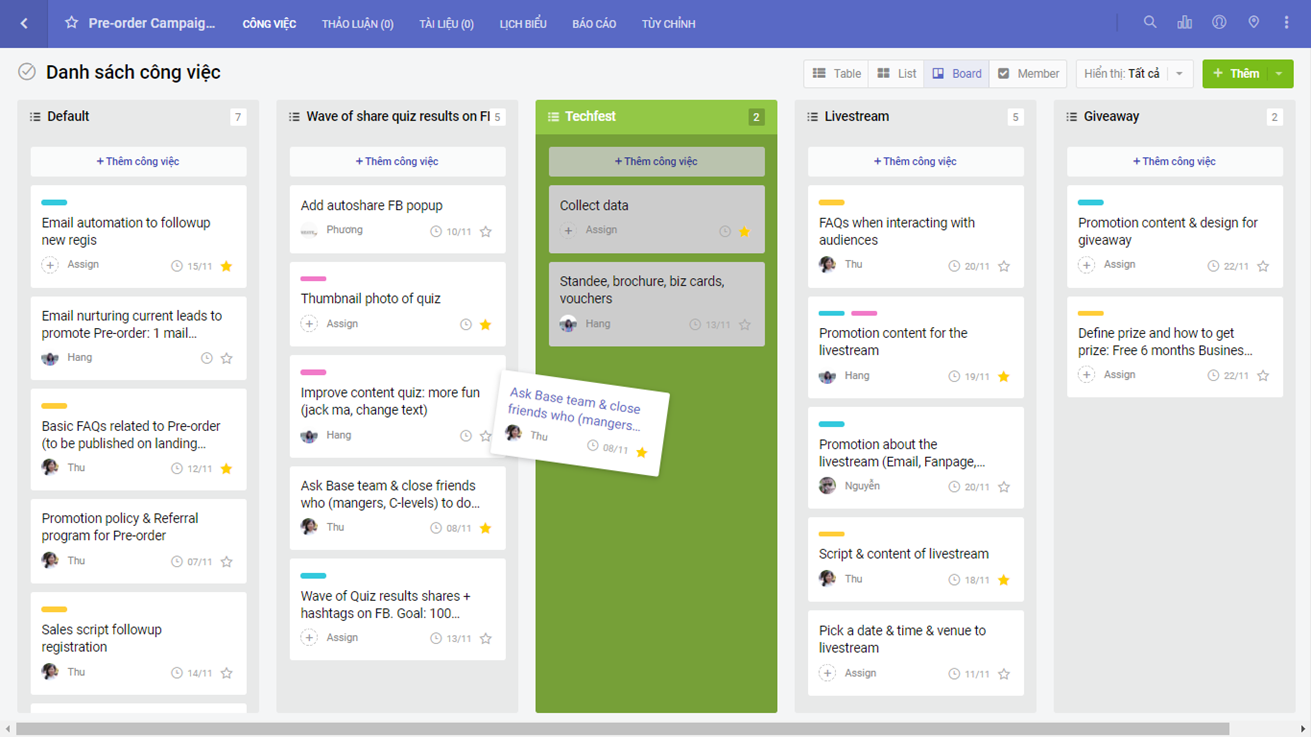 Pre-order Campaig...
CÔNG VIỆC
THẢO LUẬN (0)
TÀI LIỆU (0)
LỊCH BIỂU
BÁO CÁO
TÙY CHỈNH
Danh sách công việc
Table
List
Board
Member
Hiển thị: Tất cả
+ Thêm
Default
7
+ Thêm công việc
Email automation to followup
new regis
Assign
15/11
Email nurturing current leads to
promote Pre-order: 1 mail...
Hang
Basic FAQs related to Pre-order
(to be published on landing...
Thu
12/11
Promotion policy & Referral
program for Pre-order
Thu
07/11
Sales script followup
registration
Thu
14/11
Wave of share quiz results on FI
5
+ Thêm công việc
Add autoshare FB popup
Phương
10/11
Thumbnail photo of quiz
Assign
Improve content quiz: more fun
(jack ma, change text)
Hang
Ask Base team & close friends
who (mangers, C-levels) to do...
Thu
08/11
Wave of Quiz results shares +
hashtags on FB. Goal: 100...
Assign
13/11
Techfest
2
+ Thêm công việc
Collect data
Assign
Standee, brochure, biz cards,
vouchers
Hang
13/11
Ask Base team & close
friends who (mangers...
Thu
08/11
Livestream
5
+ Thêm công việc
FAQs when interacting with
audiences
Thu
20/11
Promotion content for the
livestream
Hang
19/11
Promotion about the
livestream (Email, Fanpage,...
Nguyễn
20/11
Script & content of livestream
Thu
18/11
Pick a date & time & venue to
livestream
Assign
11/11
Giveaway
2
+ Thêm công việc
Promotion content & design for
giveaway
Assign
22/11
Define prize and how to get
prize: Free 6 months Busines...
Assign
22/11